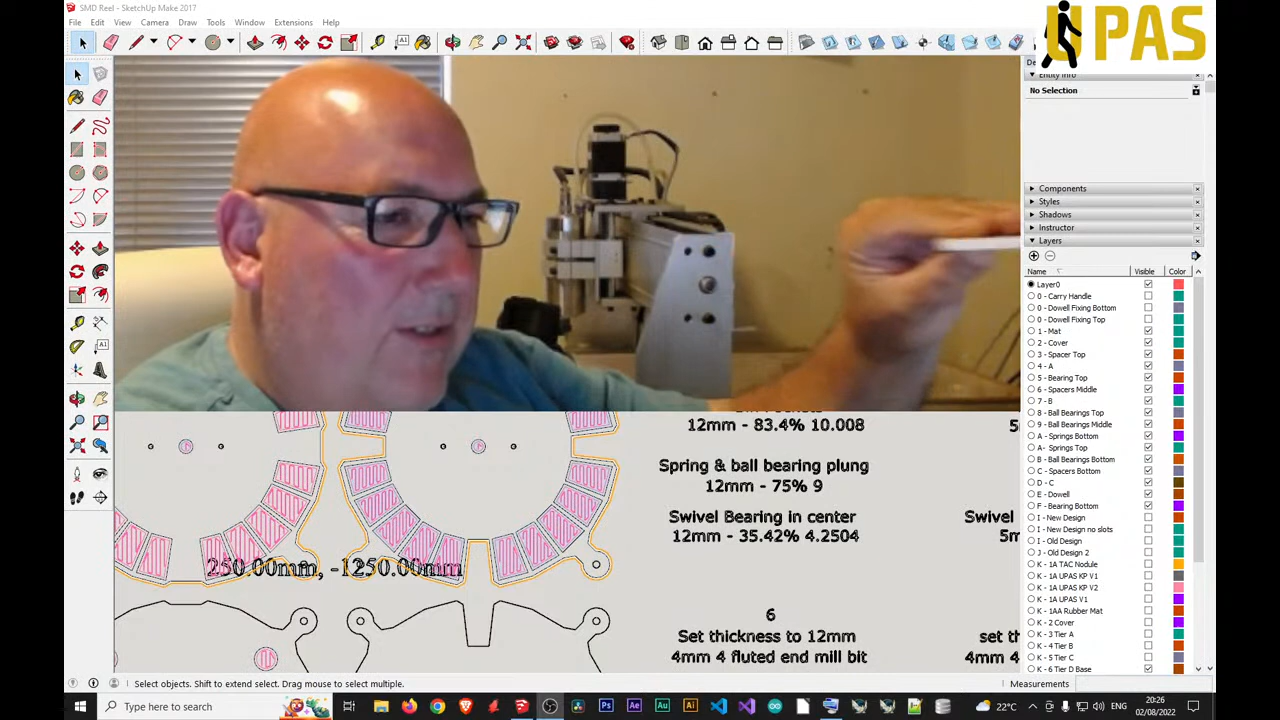 SMD Reel - SketchUp Make 2017
UPAS
File Edit View Camera Draw Tools Window Extensions Help
Entity Info
No Selection
Components
Styles
Shadows
Instructor
Layers
Name Visible Color
Layer0
0 - Carry Handle
0 - Dowell Fixing Bottom
0 - Dowell Fixing Top
1 - Mat
2 - Cover
3 - Spacer Top
4 - A
5 - Bearing Top
6 - Spacers Middle
7 - B
8 - Ball Bearings Top
9 - Ball Bearings Middle
A - Springs Bottom
A- Springs Top
B - Ball Bearings Bottom
C - Spacers Bottom
D - C
E - Dowell
F - Bearing Bottom
I - New Design
I - New Design no slots
I - Old Design
J - Old Design 2
K - 1A TAC Nodule
K - 1A UPAS KP V1
K - 1A UPAS KP V2
K - 1A UPAS V1
K - 1AA Rubber Mat
K - 2 Cover
K - 3 Tier A
K - 4 Tier B
K - 5 Tier C
K - 6 Tier D Base
12mm - 83.4% 10.008
Spring & ball bearing plung
12mm - 75% 9
Swivel Bearing in center
12mm - 35.42% 4.2504
Swivel
5m
250.00mm, -1250.00mm
6
Set thickness to 12mm
4mm 4 fluted end mill bit
set th
4mm 4
Select objects. Shift to extend select. Drag mouse to select multiple.
Measurements
Type here to search
22°C
ENG
20:26
02/08/2022